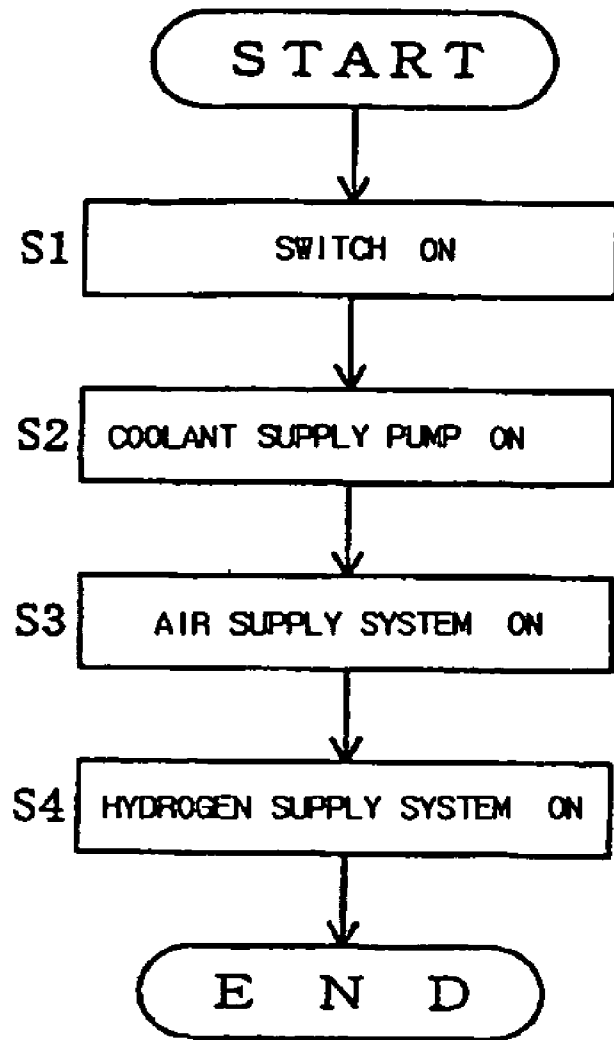 START
S1 SWITCH ON
S2 COOLANT SUPPLY PUMP ON
S3 AIR SUPPLY SYSTEM ON
S4 HYDROGEN SUPPLY SYSTEM ON
END